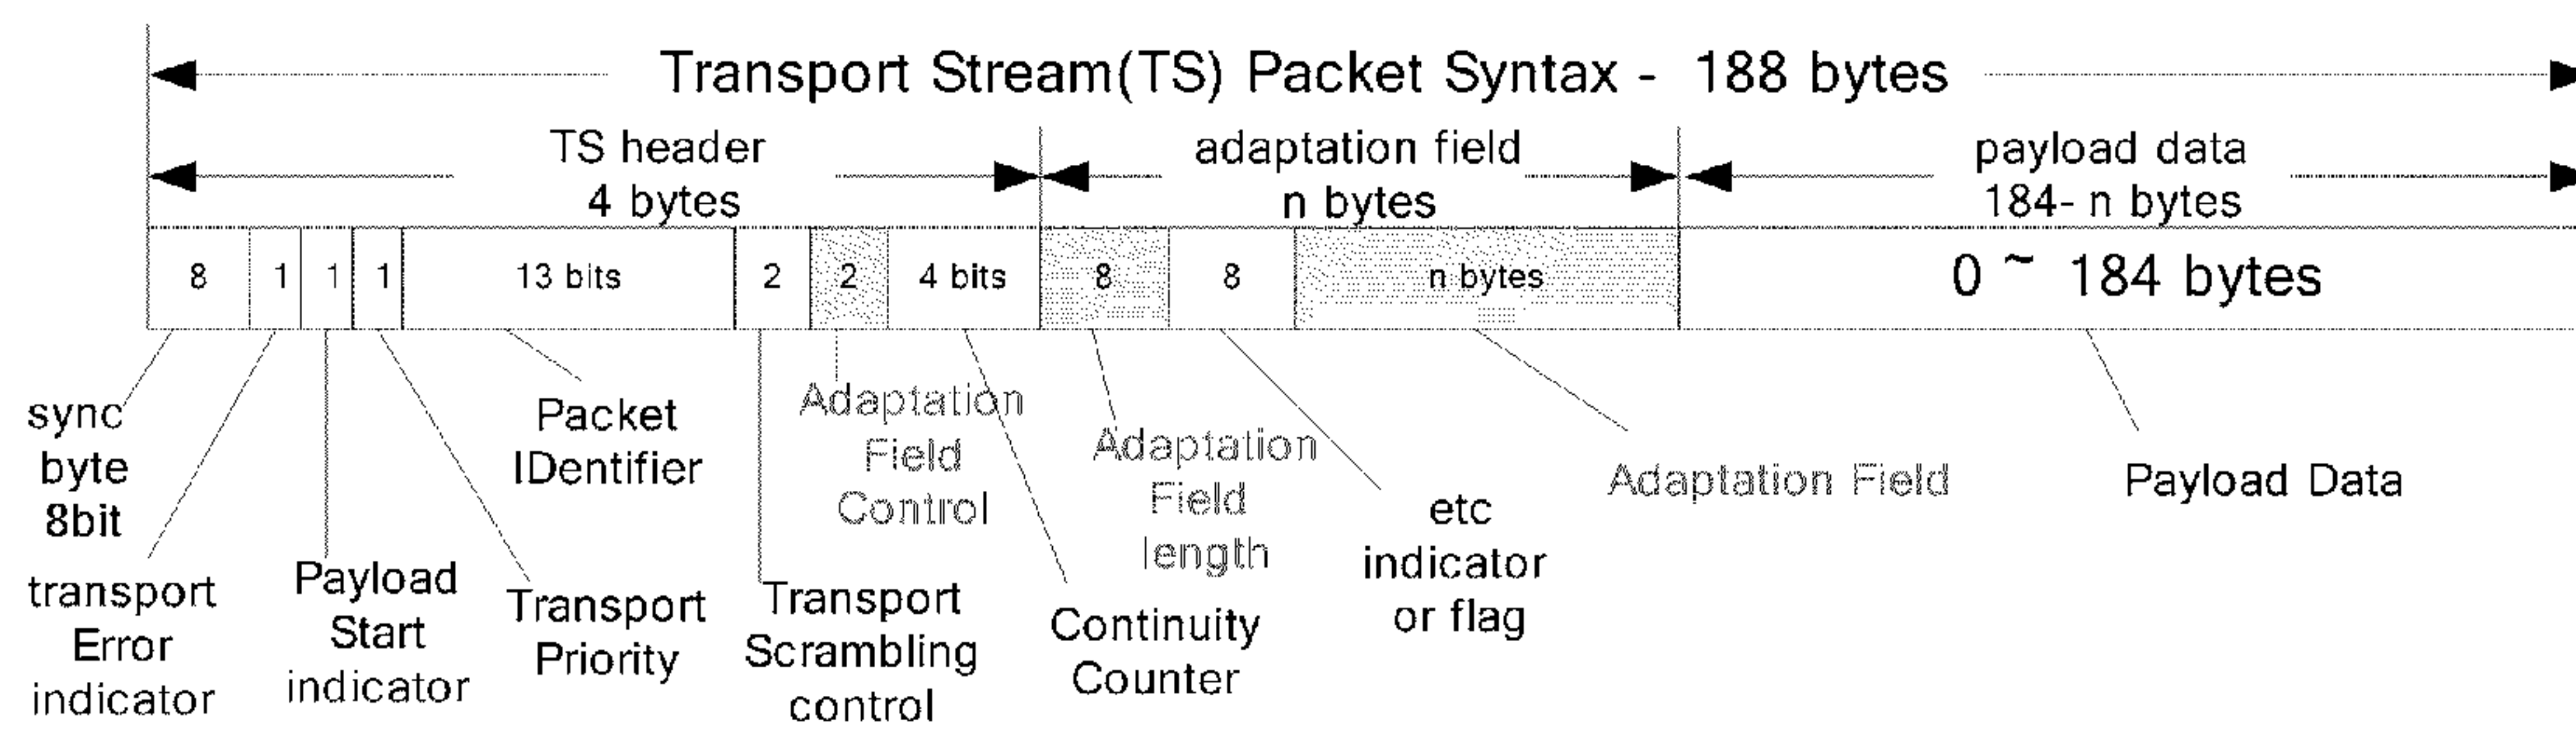 Transport Stream(TS) Packet Syntax - 188 bytes
TS header
4 bytes
adaptation field
n bytes
payload data
184- n bytes
8
1
1
1
13 bits
2
2
4 bits
8
8
n bytes
0 ~ 184 bytes
sync
byte
8bit
transport
Error
indicator
Payload
Start
indicator
Transport
Priority
Packet
IDentifier
Transport
Scrambling
control
Adaptation
Field
Control
Continuity
Counter
Adaptation
Field
length
etc
indicator
or flag
Adaptation Field
Payload Data